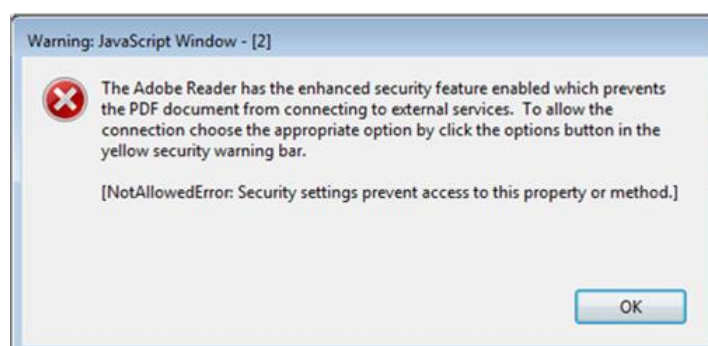 Warning: JavaScript Window - [2]
The Adobe Reader has the enhanced security feature enabled which prevents
the PDF document from connecting to external services.  To allow the
connection choose the appropriate option by click the options button in the
yellow security warning bar.
[NotAllowedError: Security settings prevent access to this property or method.]
OK